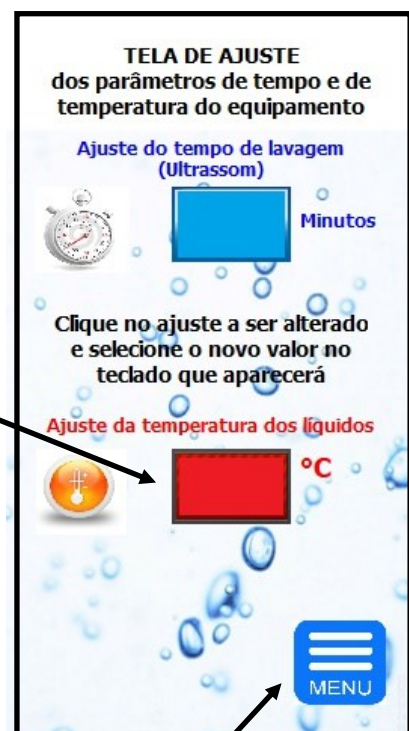 TELA DE AJUSTE
dos parâmetros de tempo e de
temperatura do equipamento
Ajuste do tempo de lavagem
(Ultrassom)
Minutos
Clique no ajuste a ser alterado
e selecione o novo valor no
teclado que aparecerá
Ajuste da temperatura dos líquidos
°C
MENU